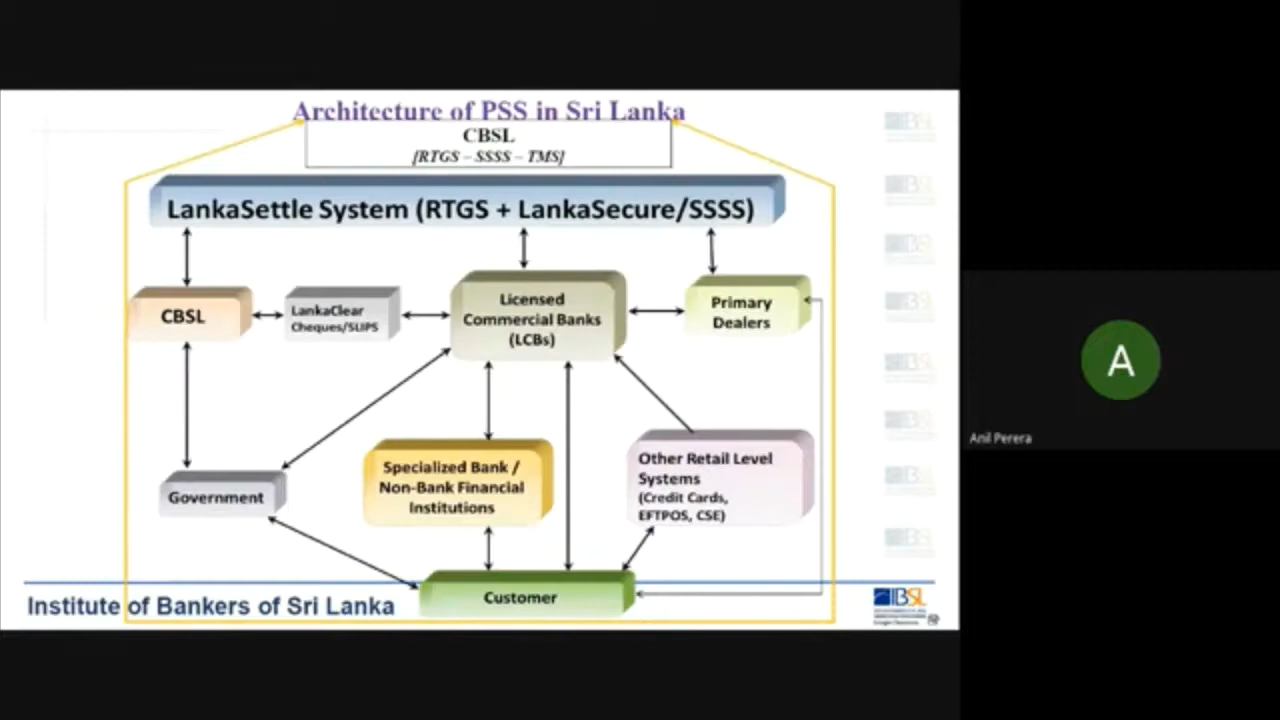 Architecture of PSS in Sri Lanka
CBSL
[RTGS – SSSS – TMS]
LankaSettle System (RTGS + LankaSecure/SSSS)
CBSL
LankaClear
Cheques/SLIPS
Licensed
Commercial Banks
(LCBs)
Primary
Dealers
Government
Specialized Bank /
Non-Bank Financial
Institutions
Other Retail Level
Systems
(Credit Cards,
EFTPOS, CSE)
Customer
Institute of Bankers of Sri Lanka
IBSL
A
Anil Perera